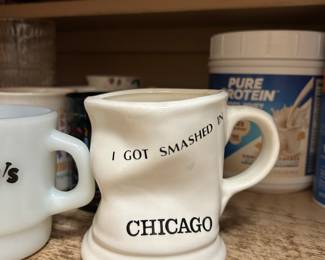 's
I GOT SMASHED IN
CHICAGO
PURE
PROTEIN